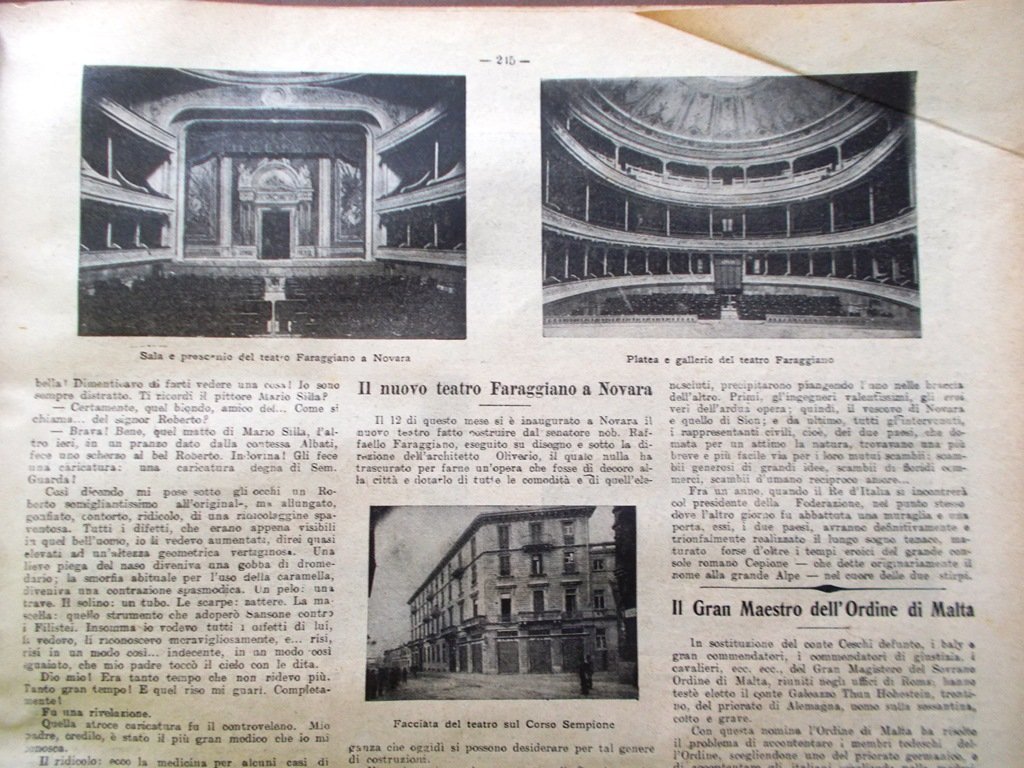 — 215 —
Sala e proscenio del teatro Faraggiano a Novara
Platea e gallerie del teatro Faraggiano
bella! Dimenticavo di farti vedere una cosa! Io sono
sempre distratto. Ti ricordi il pittore Mario Silla?
— Certamente, quel biondo, amico del... Come si
chiama... del signor Roberto?
— Brava! Bene, quel matto di Mario Silla, l'al-
tro ieri, in un pranzo dato dalla contessa Albati,
fece uno scherzo al bel Roberto. Indovina! Gli fece
una caricatura: una caricatura degna di Sem.
Guarda!
Così dicendo mi pose sotto gli occhi un Ro-
berto somigliantissimo all'originale, ma allungato,
gonfiato, contorto, ridicolo, di una ridicolaggine spa-
ventosa. Tutti i difetti, che erano appena visibili
in quel bell'uomo, io li vedevo aumentati, direi quasi
elevati ad un'altezza geometrica vertiginosa. Una
lieve piega del naso diveniva una gobba di drome-
dario; la smorfia abituale per l'uso della caramella,
diveniva una contrazione spasmodica. Un pelo: una
trave. Il solino: un tubo. Le scarpe: zattere. La ma-
scella: quello strumento che adoperò Sansone contro
i Filistei. Insomma io vedevo tutti i difetti di lui,
la vedevo, li riconoscevo meravigliosamente, e... risi,
risi in un modo così... indecente, in un modo così
sguaiato, che mio padre toccò il cielo con le dita.
Dio mio! Era tanto tempo che non ridevo più.
Tanto gran tempo! E quel riso mi guarì. Completa-
mente!
Fu una rivelazione.
Quella atroce caricatura fu il controveleno. Mio
padre, credilo, è stato il più gran medico che io mi
conosca.
Il ridicolo: ecco la medicina per alcuni casi di
Il nuovo teatro Faraggiano a Novara
Il 12 di questo mese si è inaugurato a Novara il
nuovo teatro fatto costruire dal senatore nob. Raf-
faello Faraggiano, eseguito su disegno e sotto la di-
rezione dell'architetto Oliverio, il quale nulla ha
trascurato per farne un'opera che fosse di decoro al-
la città e dotarlo di tutte le comodità e di quell'ele-
Facciata del teatro sul Corso Sempione
ganza che oggidì si possono desiderare per tal genere
di costruzioni.
nosciuti, precipitarono piangendo l'uno nelle braccia
dell'altro. Primi, gl'ingegneri valentissimi, gli eroi
veri dell'ardua opera; quindi, il vescovo di Novara
e quello di Sion; e da ultimo, tutti gl'intervenuti,
i rappresentanti civili, cioè, dei due paesi, che do-
mata per un attimo la natura, trovavano una più
breve e più facile via per i loro mutui scambii: scam-
bii generosi di grandi idee, scambii di floridi com-
merci, scambii d'umano reciproco amore...
Fra un anno, quando il Re d'Italia si incontrerà
col presidente della Federazione, nel punto stesso
dove l'altro giorno fu abbattuta una muraglia e una
porta, essi, i due paesi, avranno definitivamente e
trionfalmente realizzato il lungo sogno tenace, ma-
turato forse d'oltre i tempi eroici del grande con-
sole romano Cepione — che dette originariamente il
nome alla grande Alpe — nel cuore delle due stirpi.
Il Gran Maestro dell'Ordine di Malta
In sostituzione del conte Ceschi defunto, i baly e
gran commendatori, i commendatori di giustizia, i
cavalieri, ecc. ecc., del Gran Magistero del Sovrano
Ordine di Malta, riuniti negli uffici di Roma, hanno
testè eletto il conte Galeazzo Thun Hohestein, trenti-
no, del priorato di Alemagna, uomo sulla sessantina,
colto e grave.
Con questa nomina l'Ordine di Malta ha risolto
il problema di accontentare i membri tedeschi del-
l'Ordine, scegliendone uno del priorato germanico, e
di accontentare gli italiani